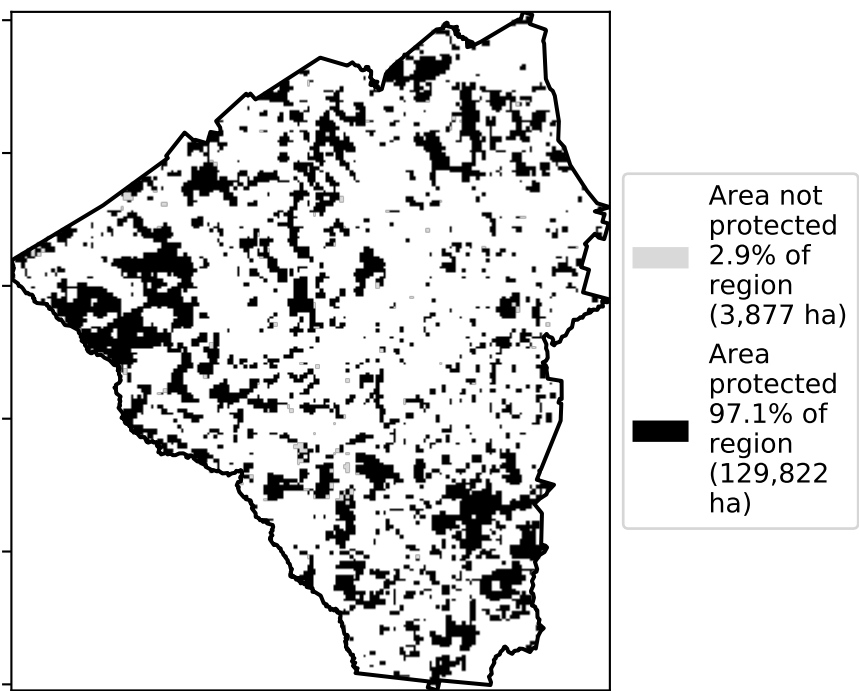 Area not
protected
2.9% of
region
(3,877 ha)
Area
protected
97.1% of
region
(129,822
ha)